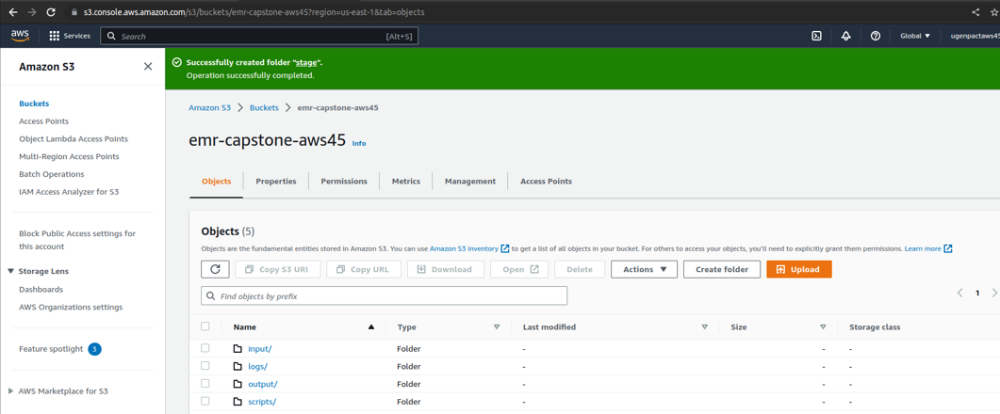 s3.console.aws.amazon.com/s3/buckets/emr-capstone-aws45?region=us-east-1&tab=objects
aws Services Search [Alt+S] Global ugenpactaws45
Amazon S3
Buckets
Access Points
Object Lambda Access Points
Multi-Region Access Points
Batch Operations
IAM Access Analyzer for S3
Block Public Access settings for
this account
Storage Lens
Dashboards
AWS Organizations settings
Feature spotlight 3
AWS Marketplace for S3
Successfully created folder "stage".
Operation successfully completed.
Amazon S3 Buckets emr-capstone-aws45
emr-capstone-aws45 Info
Objects Properties Permissions Metrics Management Access Points
Objects (5)
Objects are the fundamental entities stored in Amazon S3. You can use Amazon S3 inventory to get a list of all objects in your bucket. For others to access your objects, you'll need to explicitly grant them permissions. Learn more
Copy S3 URI Copy URL Download Open Delete Actions Create folder Upload
Find objects by prefix 1
Name Type Last modified Size Storage class
input/ Folder - - -
logs/ Folder - - -
output/ Folder - - -
scripts/ Folder - - -